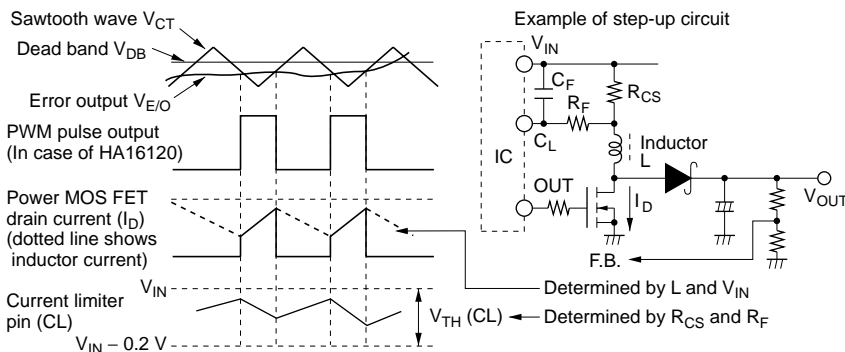 Sawtooth wave V_CT
Dead band V_DB
Error output V_E/O
PWM pulse output
(In case of HA16120)
Power MOS FET
drain current (I_D)
(dotted line shows
inductor current)
V_IN
Current limiter
pin (CL)
V_IN – 0.2 V
V_TH (CL)
Determined by L and V_IN
Determined by R_CS and R_F
Example of step-up circuit
V_IN
C_F
R_F
R_CS
C_L
Inductor
L
IC
OUT
I_D
V_OUT
F.B.